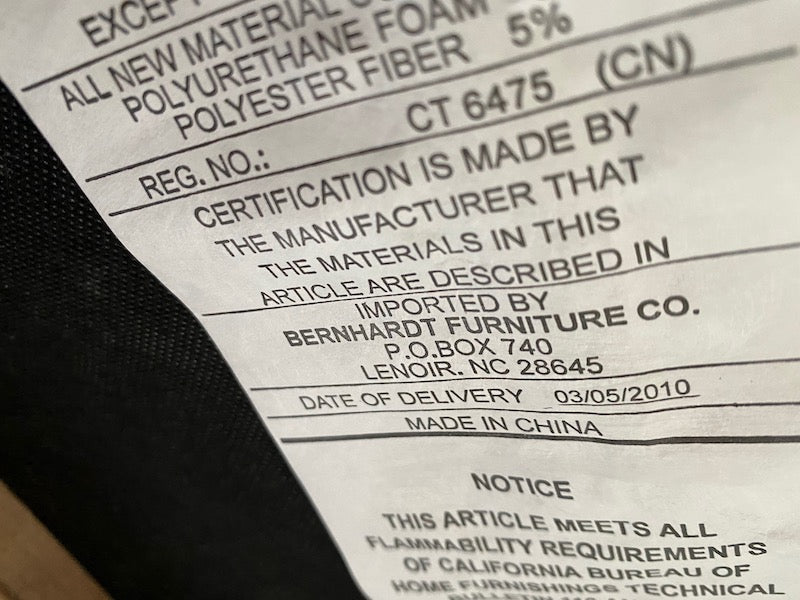 ALL NEW MATERIAL
POLYURETHANE FOAM
POLYESTER FIBER 5%
REG. NO.: CT 6475 (CN)
CERTIFICATION IS MADE BY
THE MANUFACTURER THAT
THE MATERIALS IN THIS
ARTICLE ARE DESCRIBED IN
IMPORTED BY
BERNHARDT FURNITURE CO.
P.O.BOX 740
LENOIR. NC 28645
DATE OF DELIVERY 03/05/2010
MADE IN CHINA
NOTICE
THIS ARTICLE MEETS ALL
FLAMMABILITY REQUIREMENTS
OF CALIFORNIA BUREAU OF
HOME FURNISHINGS TECHNICAL